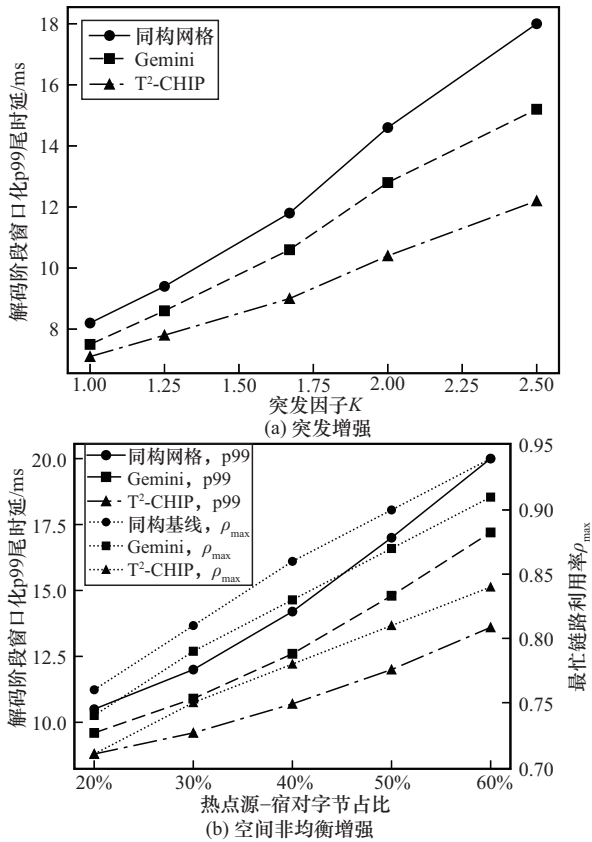 18
16
14
12
10
8
解码阶段窗口化p99尾时延/ms
同构网格
Gemini
T²-CHIP
1.00 1.25 1.50 1.75 2.00 2.25 2.50
突发因子K
(a) 突发增强
20.0
17.5
15.0
12.5
10.0
解码阶段窗口化p99尾时延/ms
同构网格，p99
Gemini，p99
T²-CHIP，p99
同构基线，ρmax
Gemini，ρmax
T²-CHIP，ρmax
0.95
0.90
0.85
0.80
0.75
0.70
最忙链路利用率ρmax
20% 30% 40% 50% 60%
热点源–宿对字节占比
(b) 空间非均衡增强